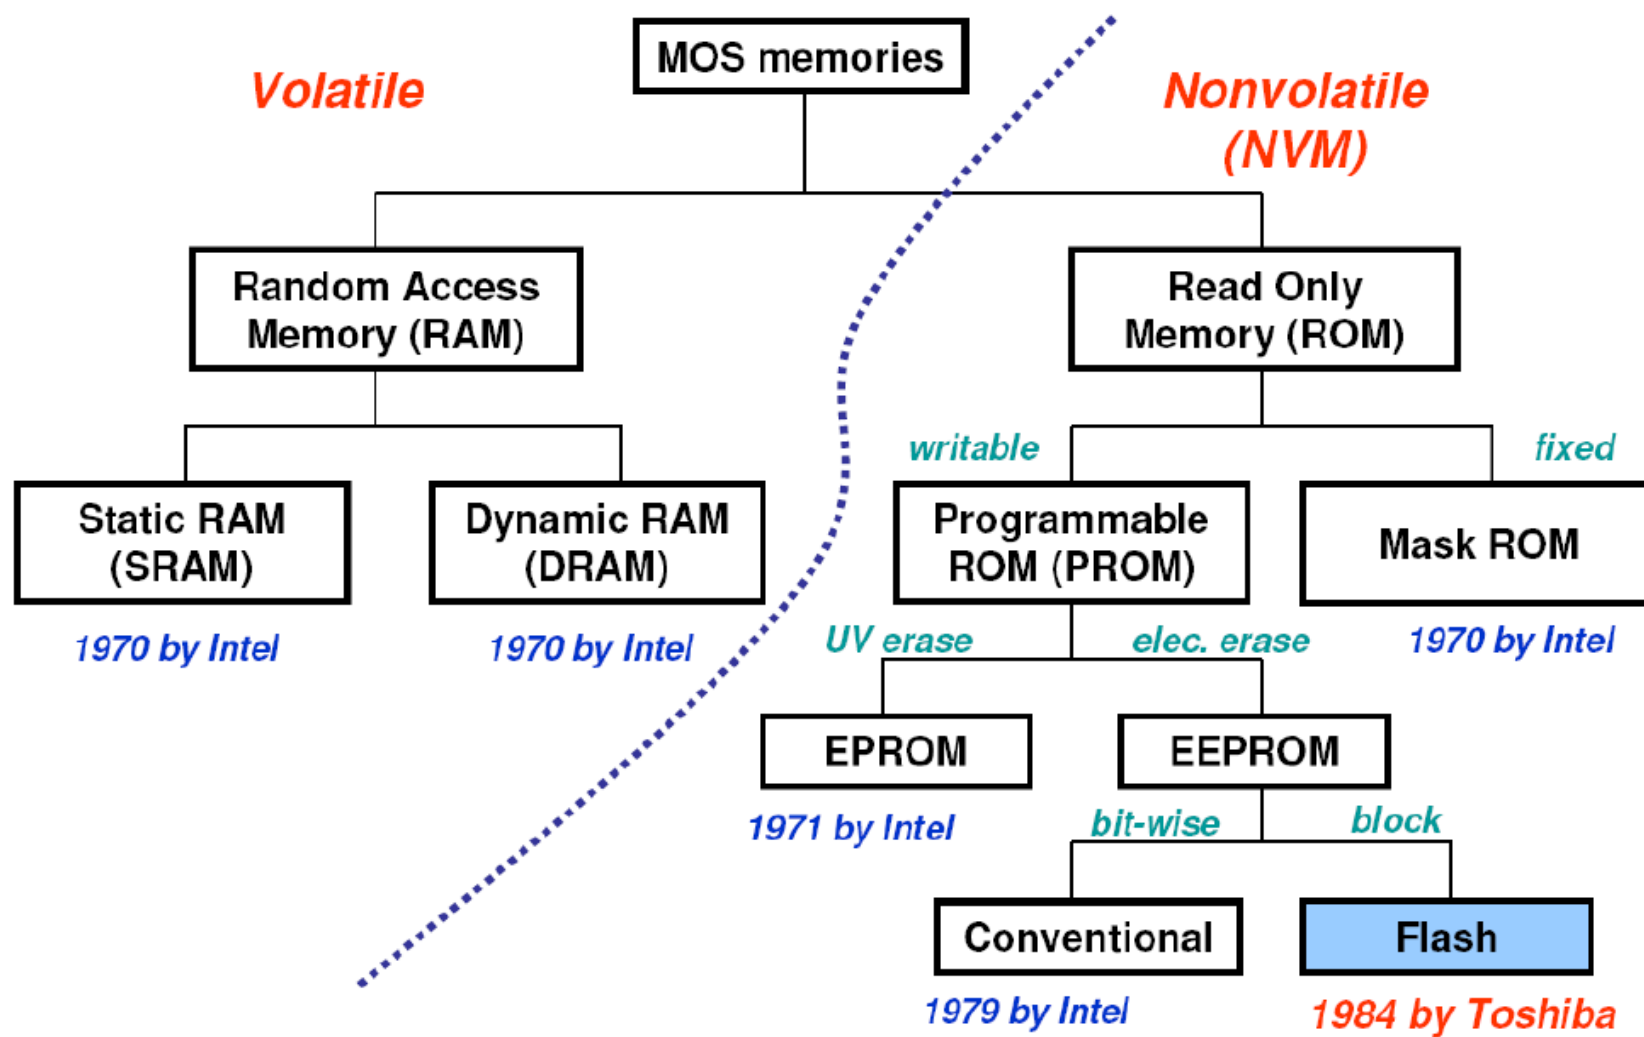 MOS memories
Volatile
Nonvolatile
(NVM)
Random Access
Memory (RAM)
Read Only
Memory (ROM)
writable
fixed
Static RAM
(SRAM)
Dynamic RAM
(DRAM)
Programmable
ROM (PROM)
Mask ROM
1970 by Intel
1970 by Intel
UV erase
elec. erase
1970 by Intel
EPROM
EEPROM
1971 by Intel
bit-wise
block
Conventional
Flash
1979 by Intel
1984 by Toshiba